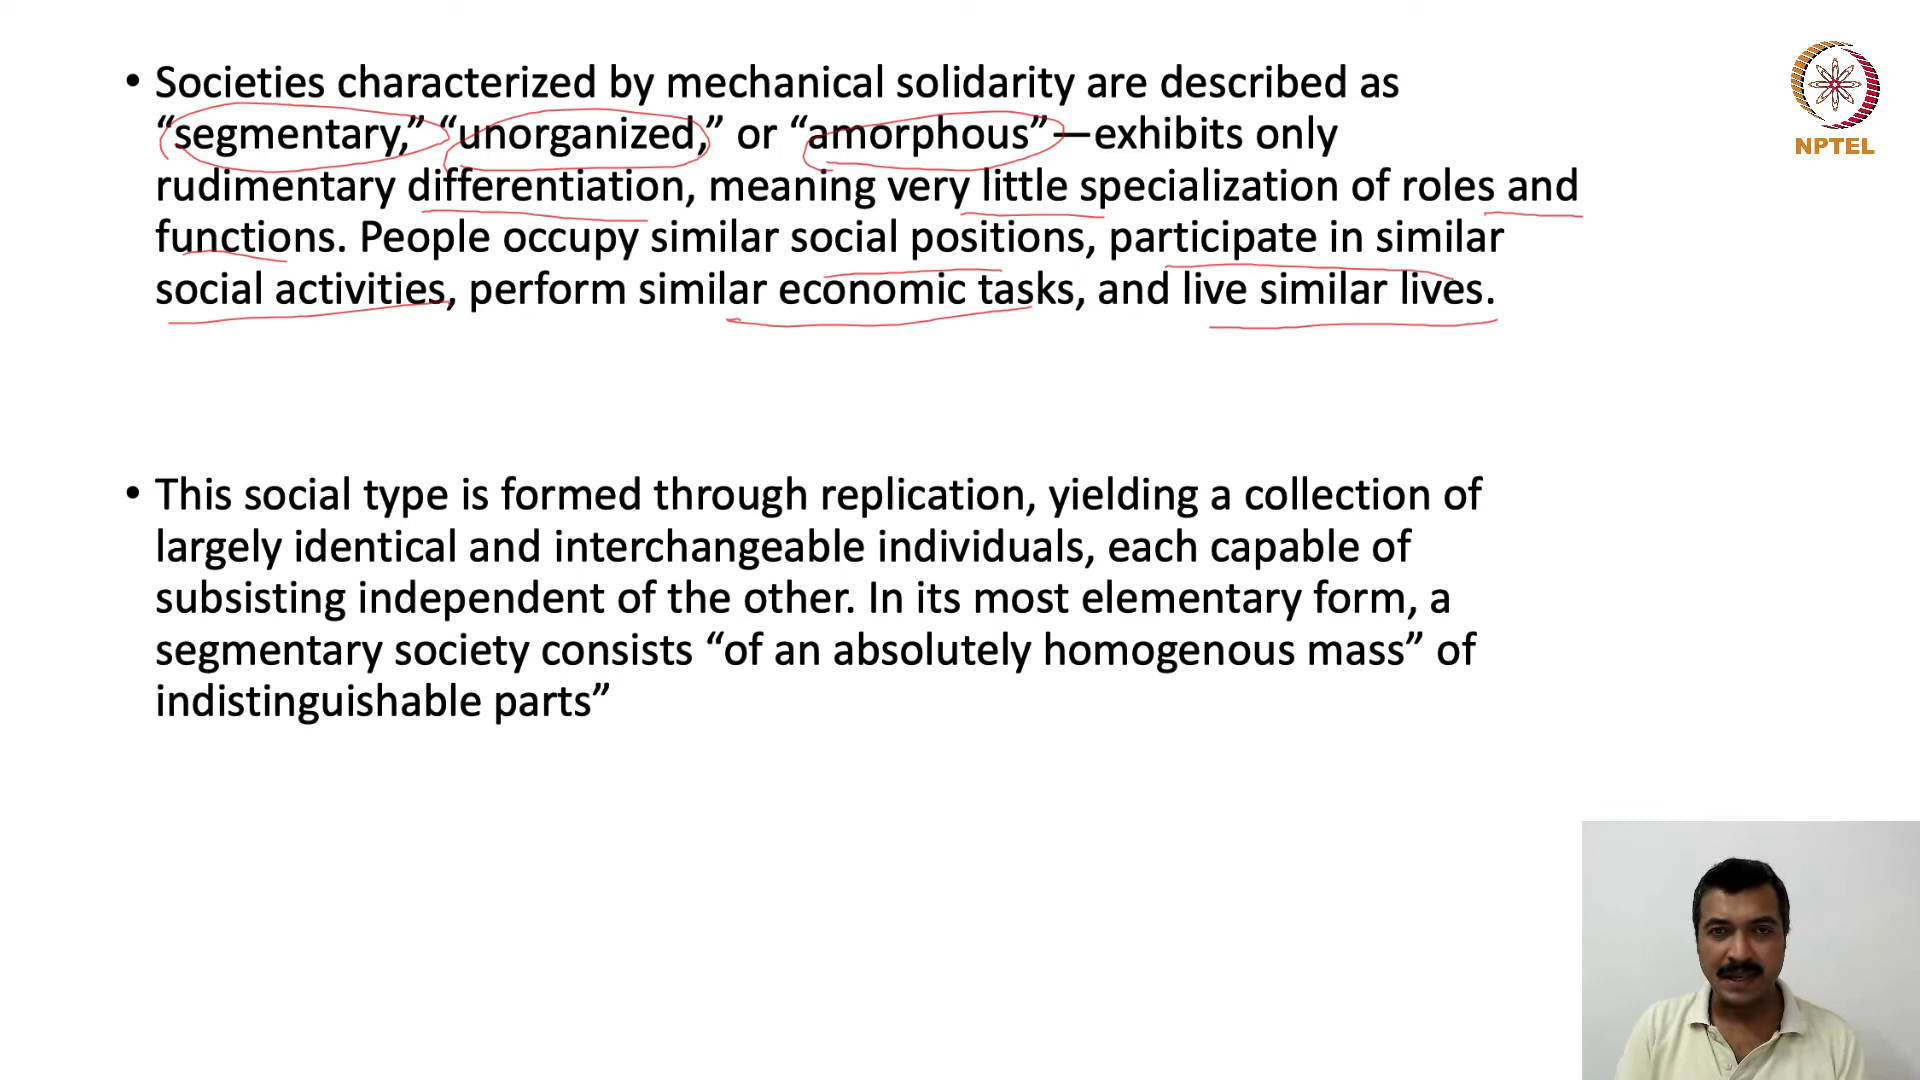 • Societies characterized by mechanical solidarity are described as
“segmentary,” “unorganized,” or “amorphous”—exhibits only
rudimentary differentiation, meaning very little specialization of roles and
functions. People occupy similar social positions, participate in similar
social activities, perform similar economic tasks, and live similar lives.
• This social type is formed through replication, yielding a collection of
largely identical and interchangeable individuals, each capable of
subsisting independent of the other. In its most elementary form, a
segmentary society consists “of an absolutely homogenous mass” of
indistinguishable parts”
NPTEL